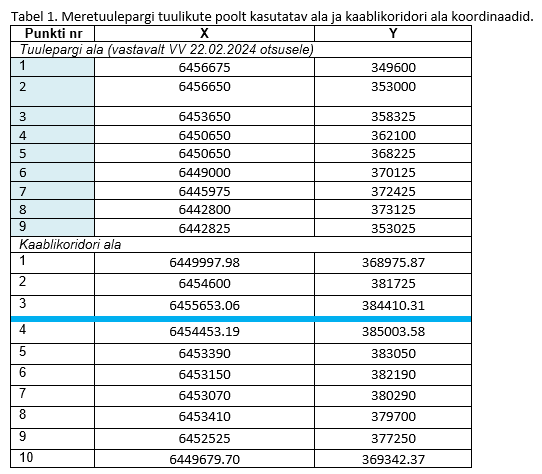 Tabel 1. Meretuulepargi tuulikute poolt kasutatav ala ja kaablikoridori ala koordinaadid.
Punkti nr X Y
Tuulepargi ala (vastavalt VV 22.02.2024 otsusele)
1 6456675 349600
2 6456650 353000
3 6453650 358325
4 6450650 362100
5 6450650 368225
6 6449000 370125
7 6445975 372425
8 6442800 373125
9 6442825 353025
Kaablikoridori ala
1 6449997.98 368975.87
2 6454600 381725
3 6455653.06 384410.31
4 6454453.19 385003.58
5 6453390 383050
6 6453150 382190
7 6453070 380290
8 6453410 379700
9 6452525 377250
10 6449679.70 369342.37